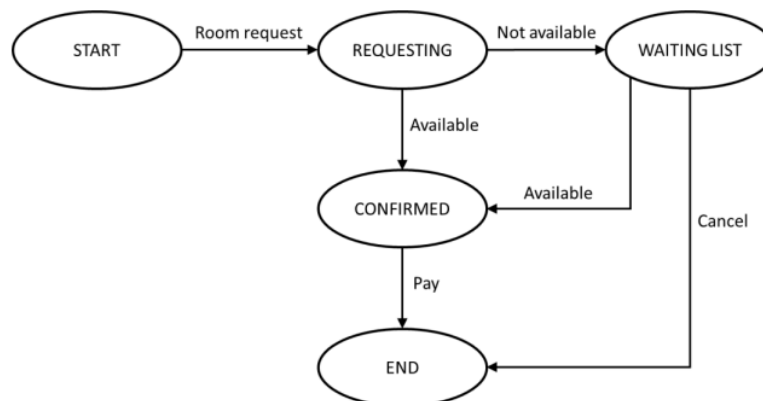 START
Room request
REQUESTING
Not available
WAITING LIST
Available
CONFIRMED
Available
Cancel
Pay
END